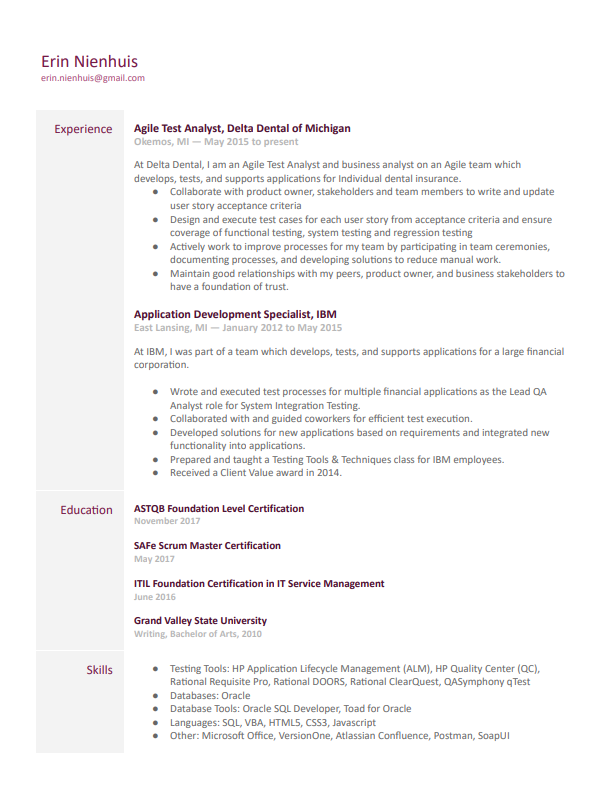 Erin Nienhuis
erin.nienhuis@gmail.com
Experience
Agile Test Analyst, Delta Dental of Michigan
Okemos, MI — May 2015 to present
At Delta Dental, I am an Agile Test Analyst and business analyst on an Agile team which
develops, tests, and supports applications for Individual dental insurance.
● Collaborate with product owner, stakeholders and team members to write and update
user story acceptance criteria
● Design and execute test cases for each user story from acceptance criteria and ensure
coverage of functional testing, system testing and regression testing
● Actively work to improve processes for my team by participating in team ceremonies,
documenting processes, and developing solutions to reduce manual work.
● Maintain good relationships with my peers, product owner, and business stakeholders to
have a foundation of trust.
Application Development Specialist, IBM
East Lansing, MI — January 2012 to May 2015
At IBM, I was part of a team which develops, tests, and supports applications for a large financial
corporation.
● Wrote and executed test processes for multiple financial applications as the Lead QA
Analyst role for System Integration Testing.
● Collaborated with and guided coworkers for efficient test execution.
● Developed solutions for new applications based on requirements and integrated new
functionality into applications.
● Prepared and taught a Testing Tools & Techniques class for IBM employees.
● Received a Client Value award in 2014.
Education
ASTQB Foundation Level Certification
November 2017
SAFe Scrum Master Certification
May 2017
ITIL Foundation Certification in IT Service Management
June 2016
Grand Valley State University
Writing, Bachelor of Arts, 2010
Skills
● Testing Tools: HP Application Lifecycle Management (ALM), HP Quality Center (QC),
Rational Requisite Pro, Rational DOORS, Rational ClearQuest, QASymphony qTest
● Databases: Oracle
● Database Tools: Oracle SQL Developer, Toad for Oracle
● Languages: SQL, VBA, HTML5, CSS3, Javascript
● Other: Microsoft Office, VersionOne, Atlassian Confluence, Postman, SoapUI